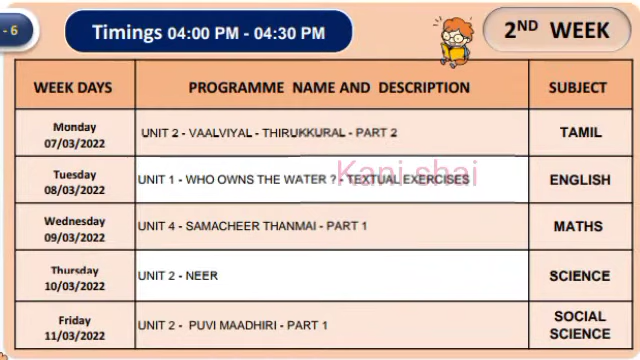 - 6
Timings 04:00 PM - 04:30 PM
2ND WEEK
WEEK DAYS
PROGRAMME NAME AND DESCRIPTION
SUBJECT
Monday
07/03/2022
UNIT 2 - VAALVIYAL - THIRUKKURAL - PART 2
TAMIL
Tuesday
08/03/2022
UNIT 1 - WHO OWNS THE WATER ? - TEXTUAL EXERCISES
Kani shai
ENGLISH
Wednesday
09/03/2022
UNIT 4 - SAMACHEER THANMAI - PART 1
MATHS
Thursday
10/03/2022
UNIT 2 - NEER
SCIENCE
Friday
11/03/2022
UNIT 2 - PUVI MAADHIRI - PART 1
SOCIAL
SCIENCE